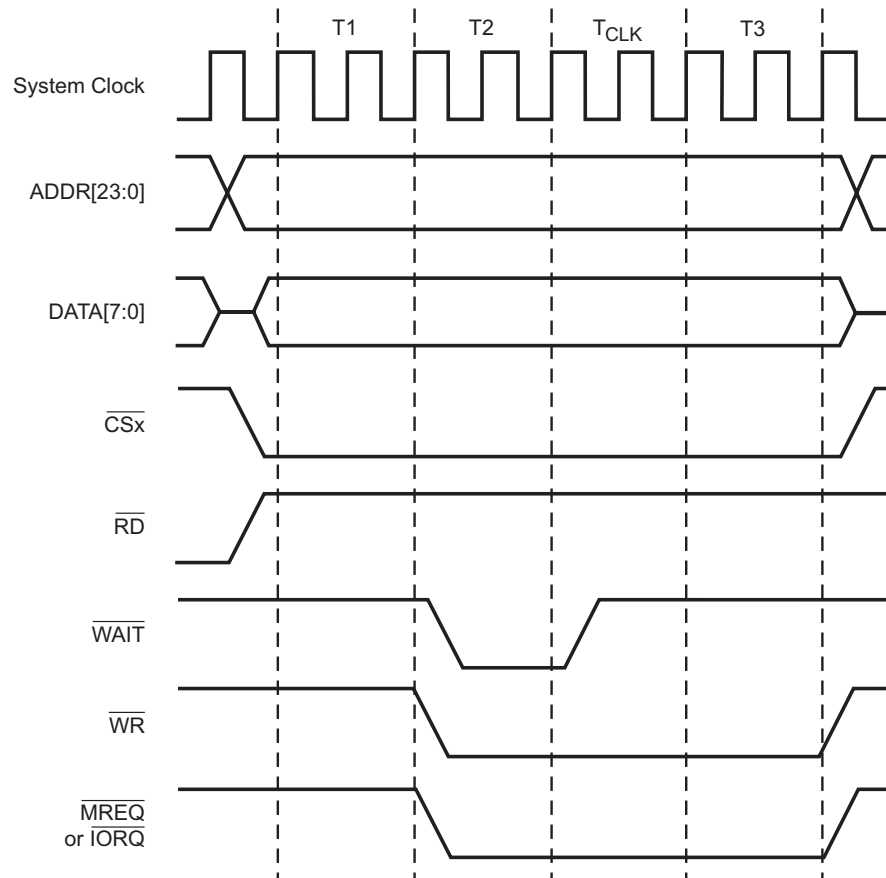 T1 T2 TCLK T3
System Clock
ADDR[23:0]
DATA[7:0]
CSx
RD
WAIT
WR
MREQ
or IORQ